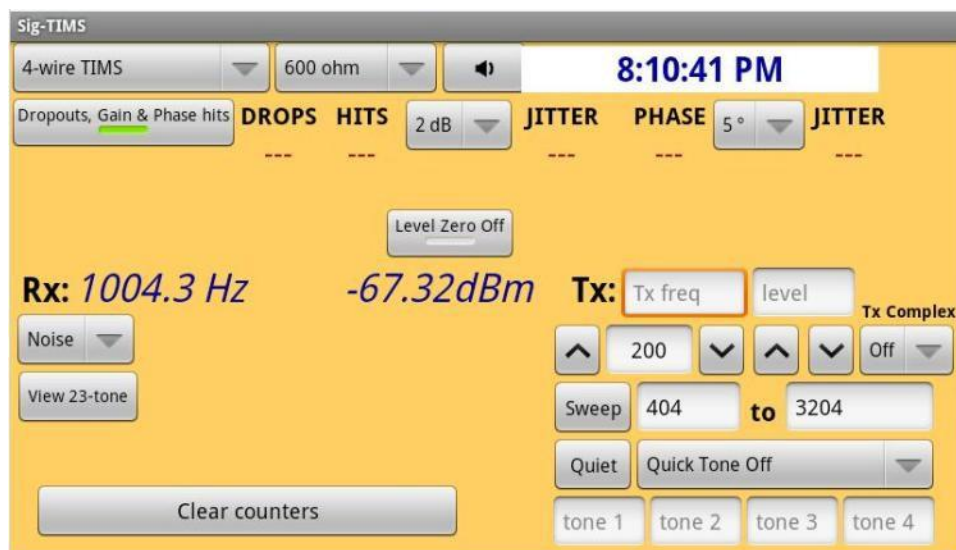 Sig-TIMS
4-wire TIMS 600 ohm 8:10:41 PM
Dropouts, Gain & Phase hits DROPS HITS 2 dB JITTER PHASE 5° JITTER
--- --- --- --- ---
Level Zero Off
Rx: 1004.3 Hz -67.32dBm Tx: Tx freq level
Tx Complex
Noise 200 Off
View 23-tone Sweep 404 to 3204
Quiet Quick Tone Off
Clear counters tone 1 tone 2 tone 3 tone 4